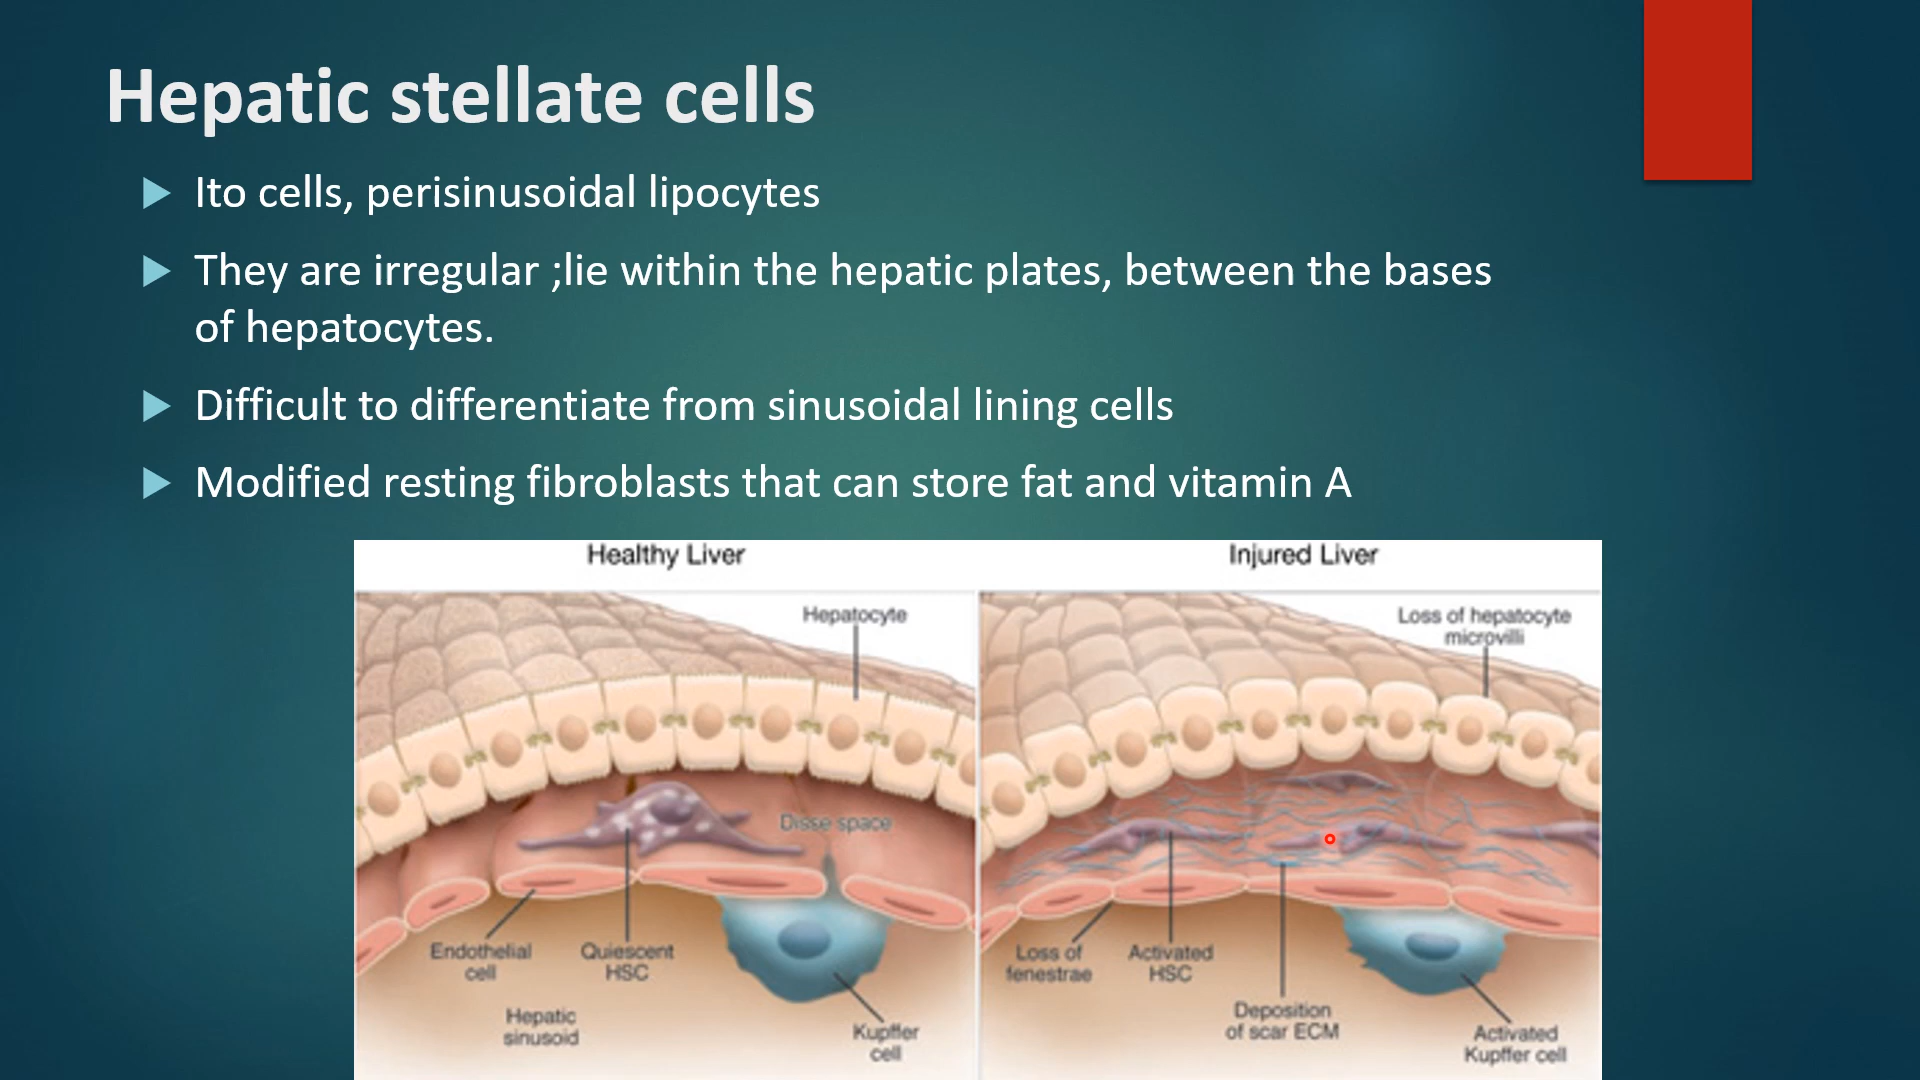 Hepatic stellate cells
Ito cells, perisinusoidal lipocytes
They are irregular ;lie within the hepatic plates, between the bases
of hepatocytes.
Difficult to differentiate from sinusoidal lining cells
Modified resting fibroblasts that can store fat and vitamin A
Healthy Liver
Hepatocyte
Disse space
Endothelial
cell
Quiescent
HSC
Hepatic
sinusoid
Kupffer
cell
Injured Liver
Loss of hepatocyte
microvilli
Loss of
fenestrae
Activated
HSC
Deposition
of scar ECM
Activated
Kupffer cell